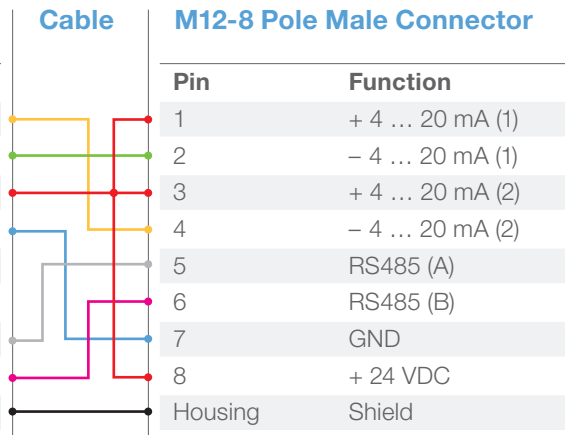 Cable M12-8 Pole Male Connector
Pin Function
1 + 4 … 20 mA (1)
2 – 4 … 20 mA (1)
3 + 4 … 20 mA (2)
4 – 4 … 20 mA (2)
5 RS485 (A)
6 RS485 (B)
7 GND
8 + 24 VDC
Housing Shield